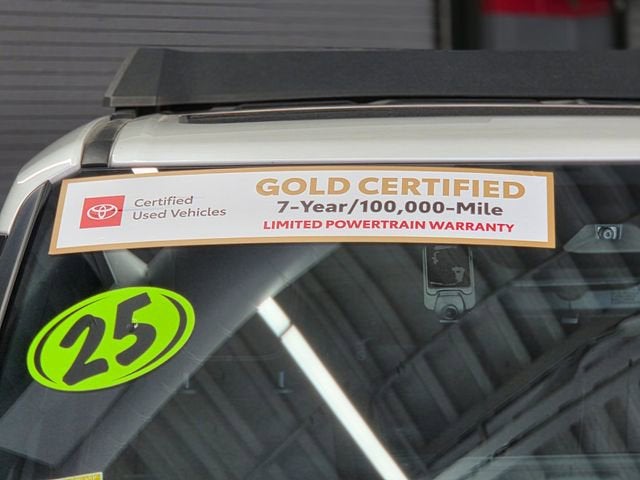 Certified
Used Vehicles
GOLD CERTIFIED
7-Year/100,000-Mile
LIMITED POWERTRAIN WARRANTY
25